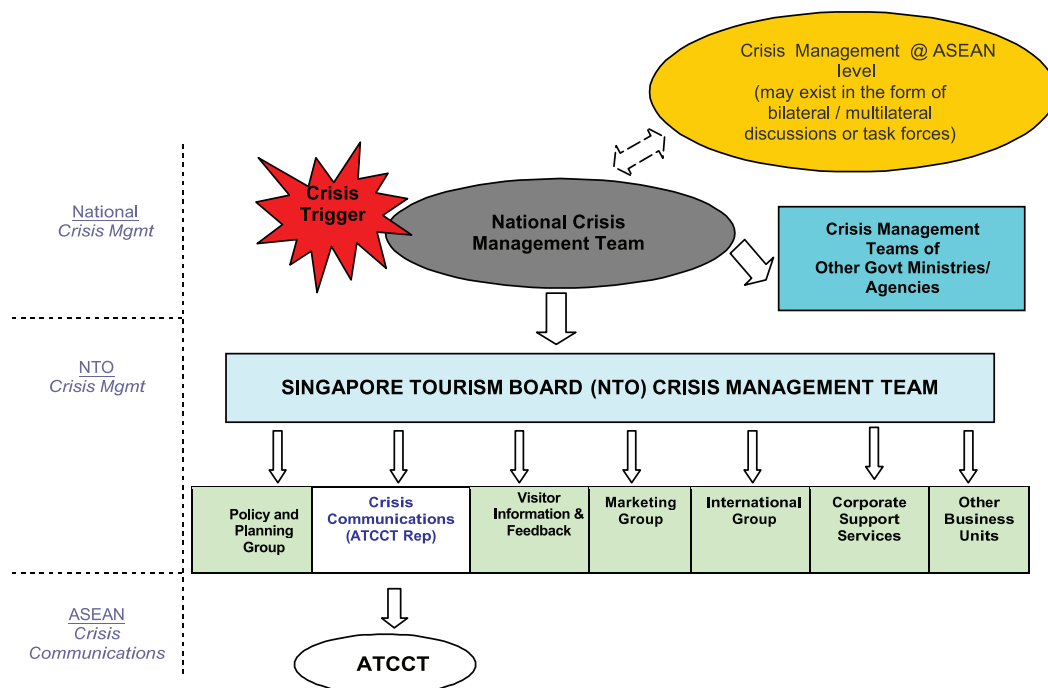 Crisis Management @ ASEAN
level
(may exist in the form of
bilateral / multilateral
discussions or task forces)
Crisis
Trigger
National Crisis
Management Team
National
Crisis Mgmt
Crisis Management
Teams of
Other Govt Ministries/
Agencies
NTO
Crisis Mgmt
SINGAPORE TOURISM BOARD (NTO) CRISIS MANAGEMENT TEAM
Policy and
Planning
Group
Crisis
Communications
(ATCCT Rep)
Visitor
Information &
Feedback
Marketing
Group
International
Group
Corporate
Support
Services
Other
Business
Units
ASEAN
Crisis
Communications
ATCCT